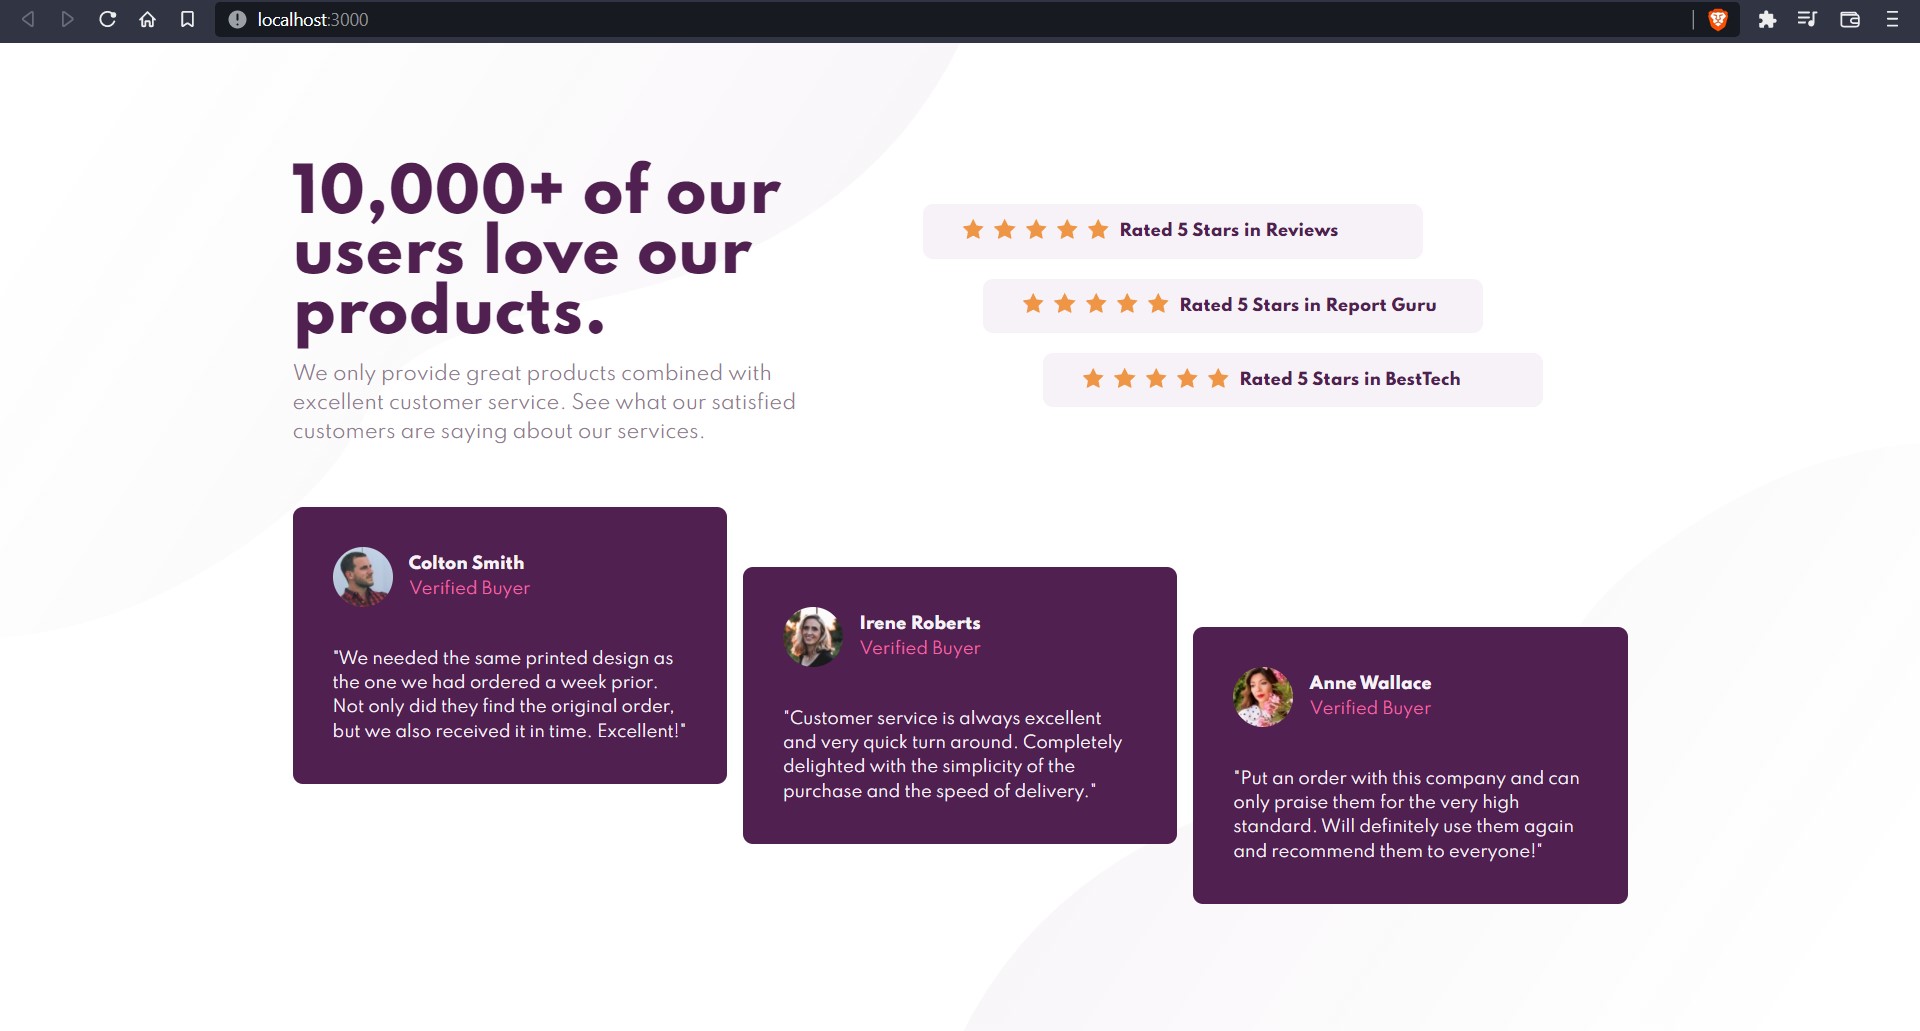 localhost:3000
10,000+ of our
users love our
products.
We only provide great products combined with
excellent customer service. See what our satisfied
customers are saying about our services.
Rated 5 Stars in Reviews
Rated 5 Stars in Report Guru
Rated 5 Stars in BestTech
Colton Smith
Verified Buyer
"We needed the same printed design as
the one we had ordered a week prior.
Not only did they find the original order,
but we also received it in time. Excellent!"
Irene Roberts
Verified Buyer
"Customer service is always excellent
and very quick turn around. Completely
delighted with the simplicity of the
purchase and the speed of delivery."
Anne Wallace
Verified Buyer
"Put an order with this company and can
only praise them for the very high
standard. Will definitely use them again
and recommend them to everyone!"